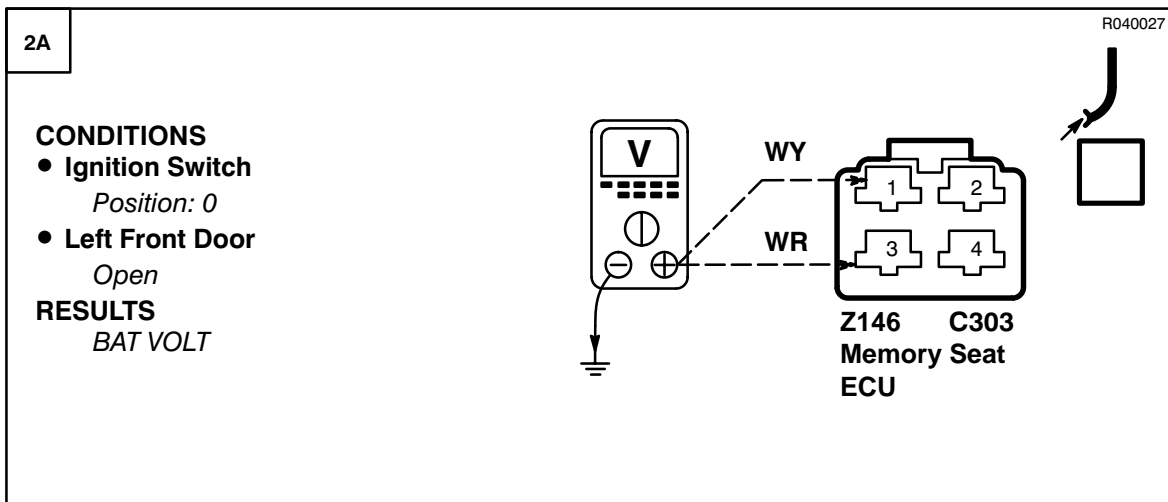 2A
R040027
CONDITIONS
● Ignition Switch
Position: 0
● Left Front Door
Open
RESULTS
BAT VOLT
V
WY
WR
1 2
3 4
Z146 C303
Memory Seat
ECU